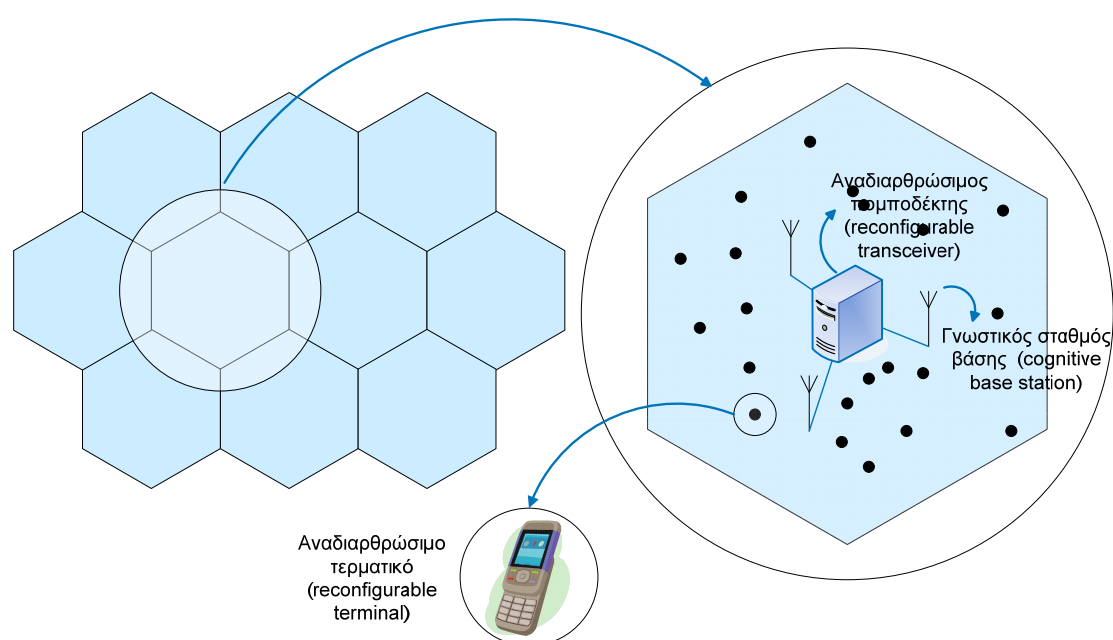 Αναδιαρθρώσιμος
πομποδέκτης
(reconfigurable
transceiver)
Γνωστικός σταθμός
βάσης (cognitive
base station)
Αναδιαρθρώσιμο
τερματικό
(reconfigurable
terminal)